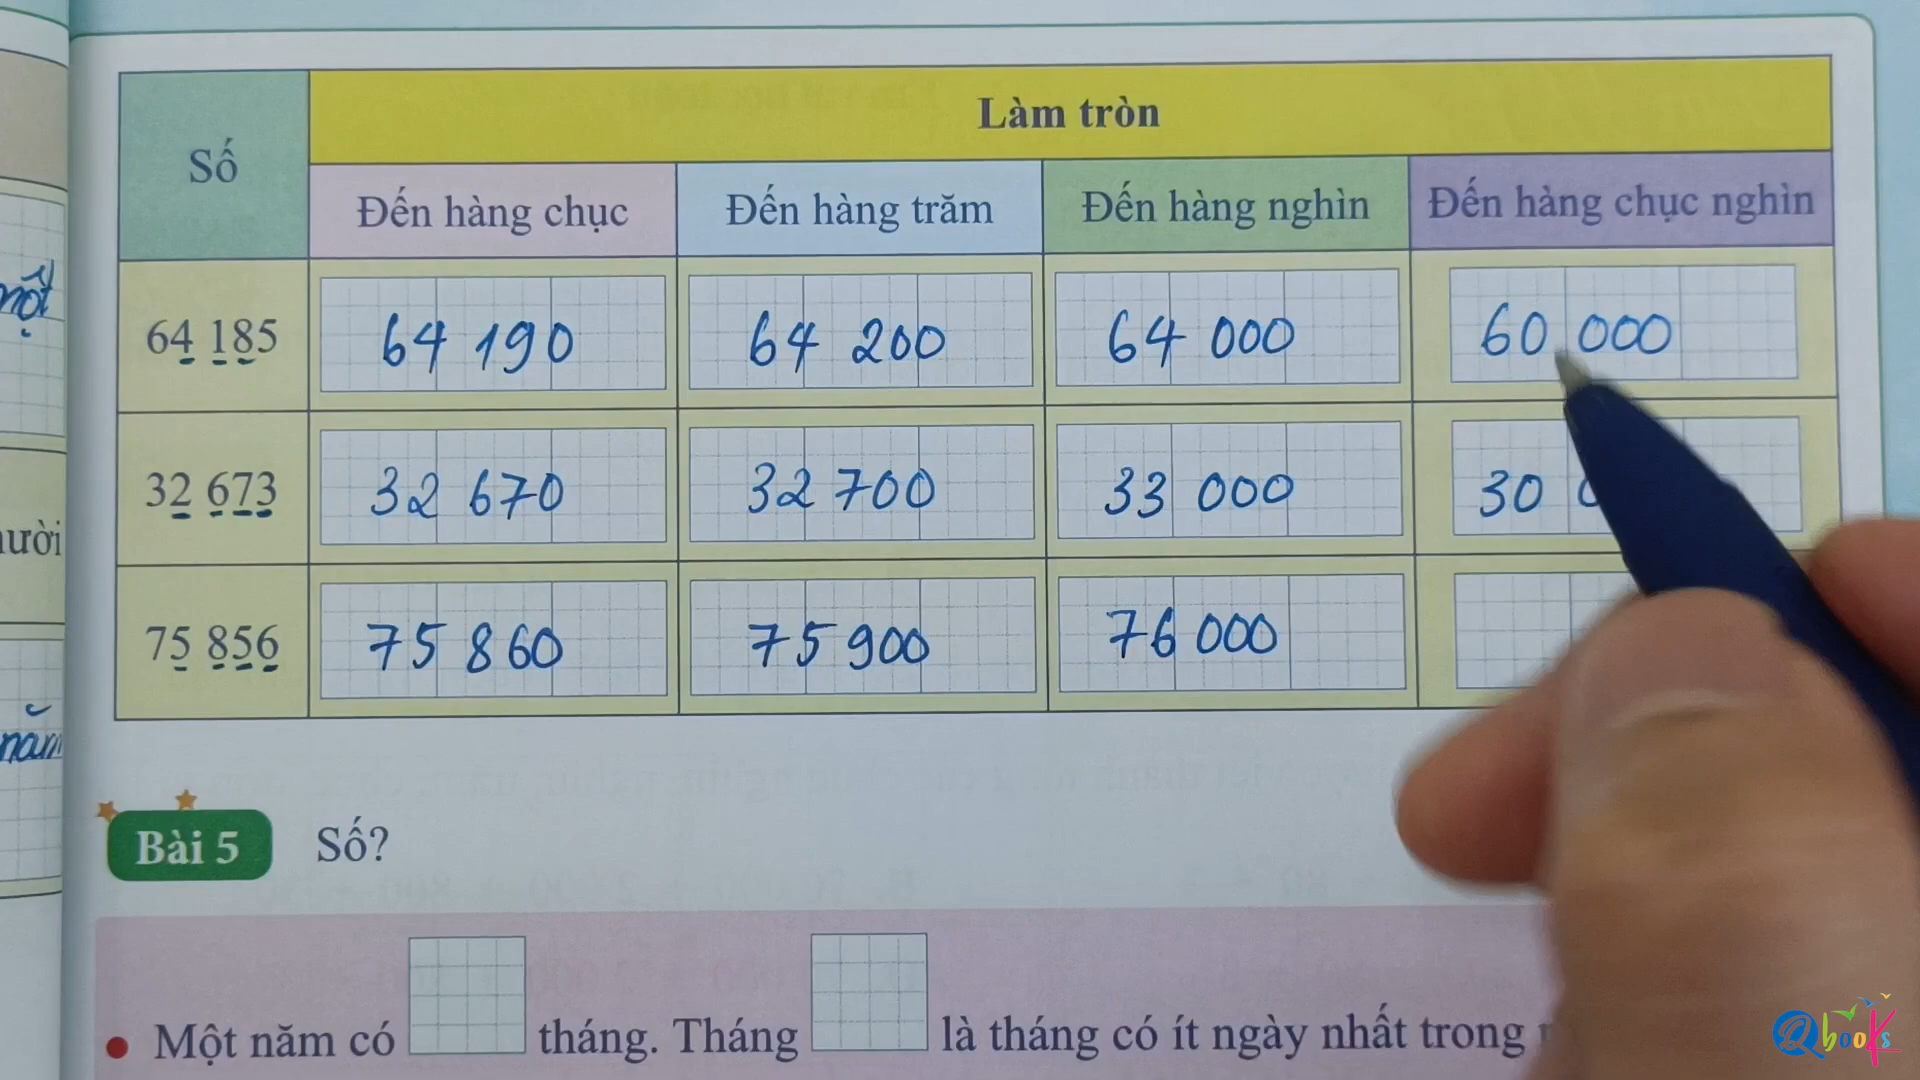 Số
Làm tròn
Đến hàng chục
Đến hàng trăm
Đến hàng nghìn
Đến hàng chục nghìn
64 185
64 190
64 200
64 000
60 000
32 673
32 670
32 700
33 000
30
75 856
75 860
75 900
76 000
một
ười
năm
Bài 5 Số?
Một năm có tháng. Tháng là tháng có ít ngày nhất trong
Qbooks